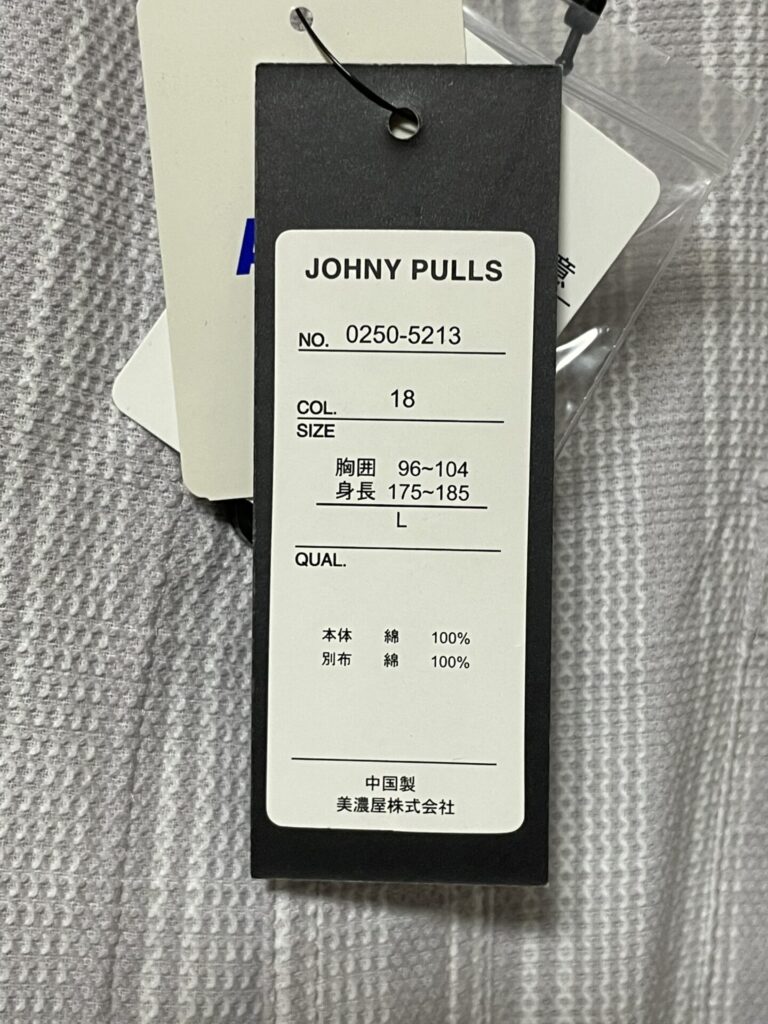 JOHNY PULLS
NO. 0250-5213
COL. 18
SIZE
胸囲 96~104
身長 175~185
L
QUAL.
本体 綿 100%
別布 綿 100%
中国製
美濃屋株式会社
A
意